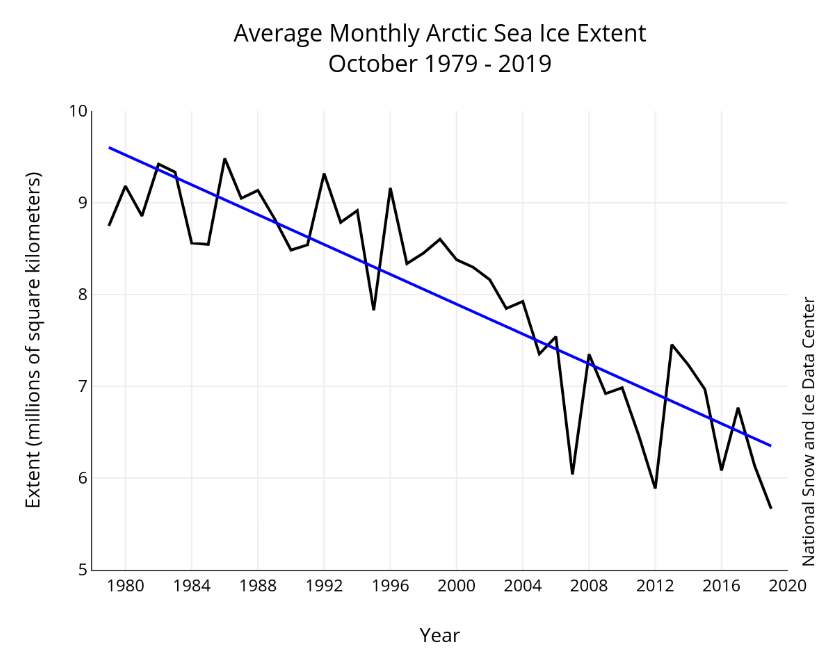 Average Monthly Arctic Sea Ice Extent
October 1979 - 2019
Extent (millions of square kilometers)
10
9
8
7
6
5
1980 1984 1988 1992 1996 2000 2004 2008 2012 2016 2020
Year
National Snow and Ice Data Center